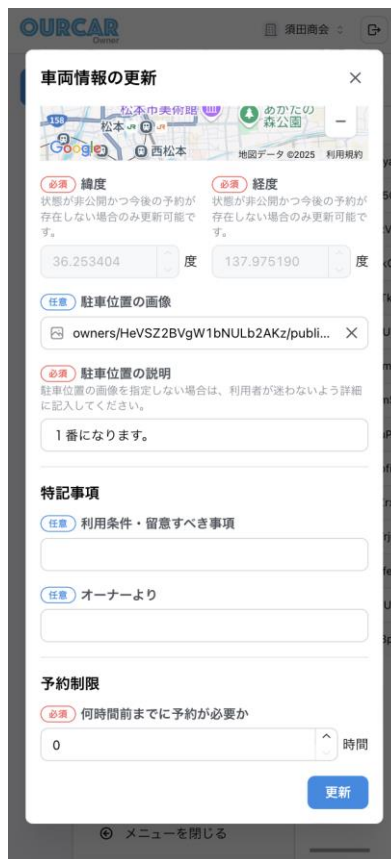 OURCAR
Owner
須田商会
車両情報の更新
松本市美術館
あがたの
森公園
158
松本 JR
Google
西松本
地図データ ©2025 利用規約
必須 緯度
状態が非公開かつ今後の予約が
存在しない場合のみ更新可能で
す。
36.253404 度
必須 経度
状態が非公開かつ今後の予約が
存在しない場合のみ更新可能で
す。
137.975190 度
任意 駐車位置の画像
owners/HeVSZ2BVgW1bNULb2AKz/publi...
必須 駐車位置の説明
駐車位置の画像を指定しない場合は、利用者が迷わないよう詳細
に記入してください。
1番になります。
特記事項
任意 利用条件・留意すべき事項
任意 オーナーより
予約制限
必須 何時間前までに予約が必要か
0 時間
更新
メニューを閉じる